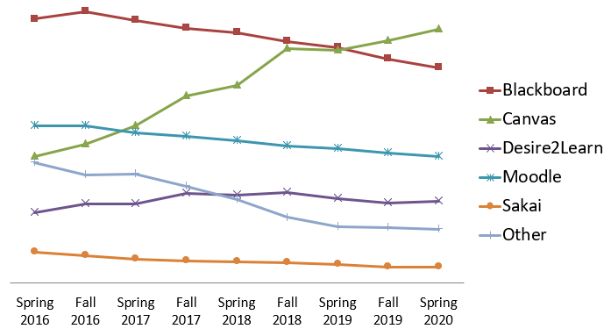 Blackboard
Canvas
Desire2Learn
Moodle
Sakai
Other
Spring Fall Spring Fall Spring Fall Spring Fall Spring
2016 2016 2017 2017 2018 2018 2019 2019 2020